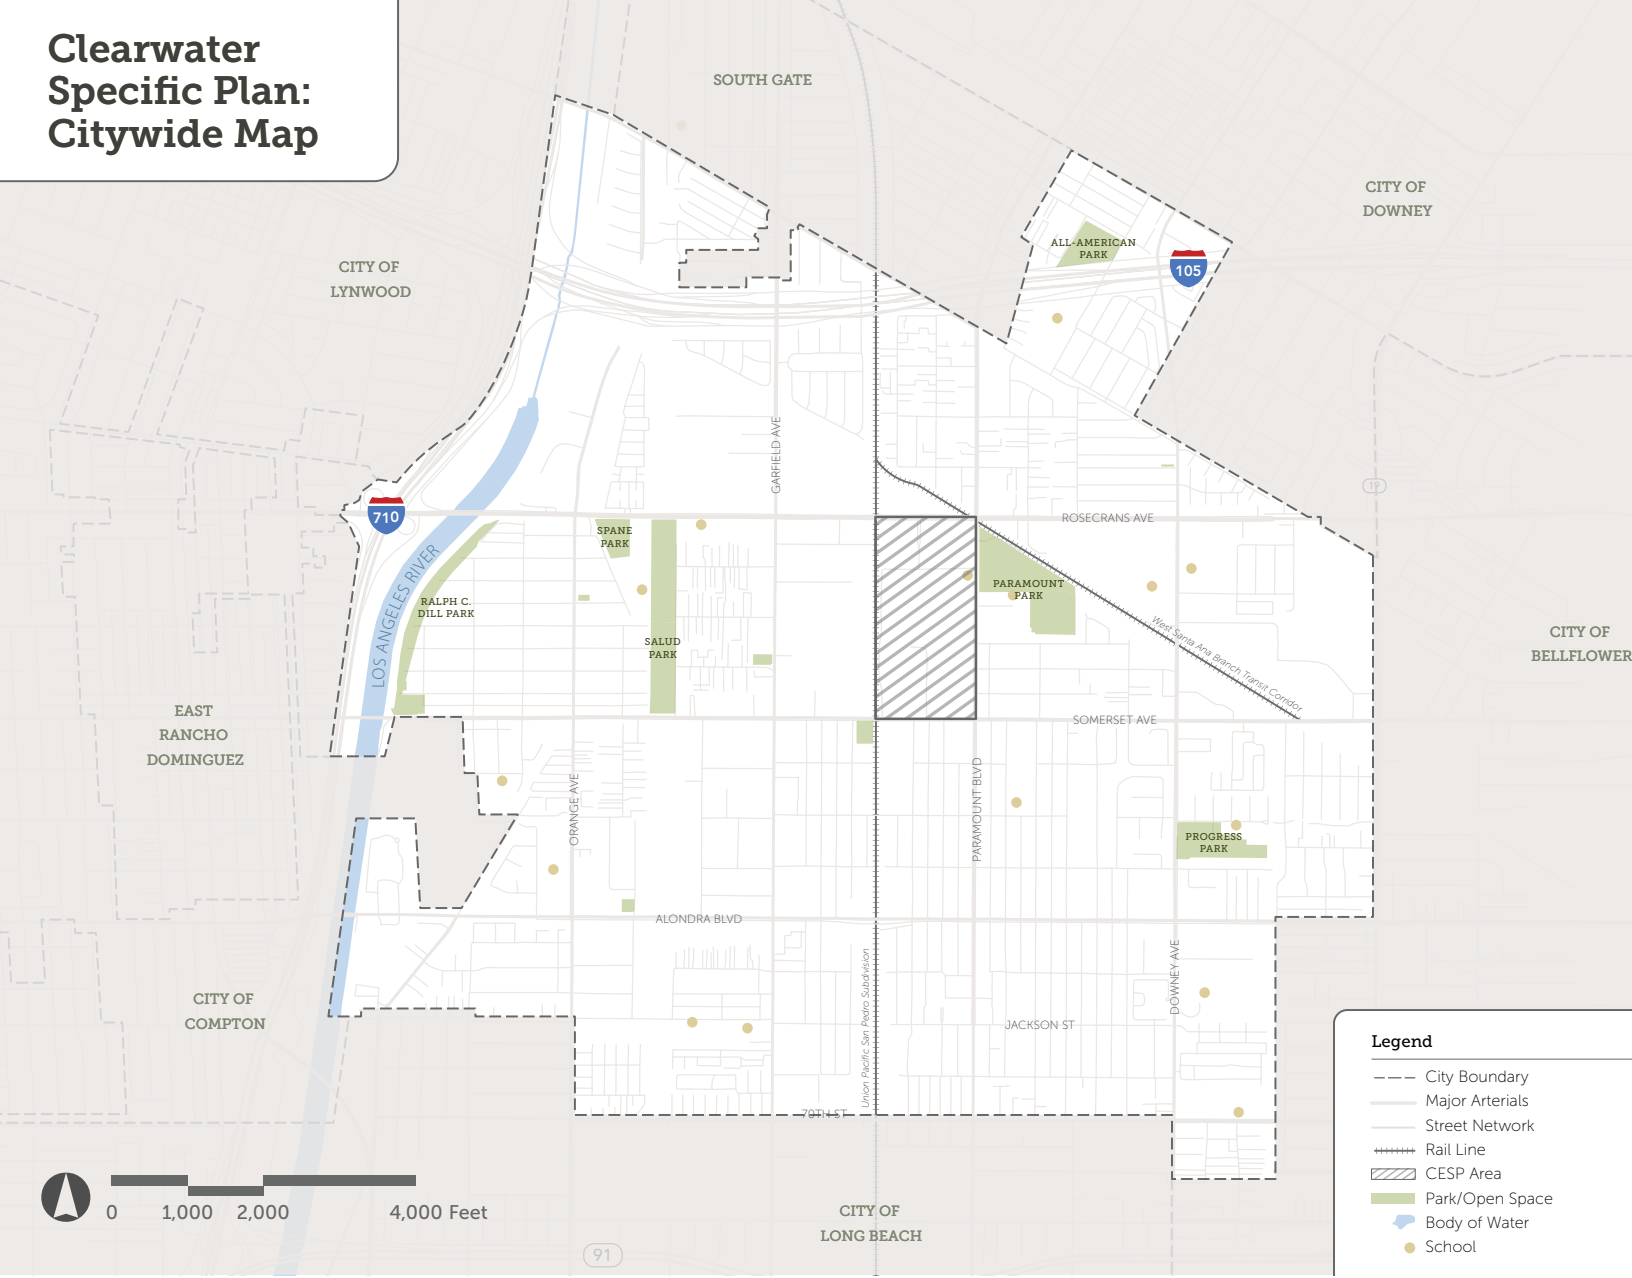 Clearwater
Specific Plan:
Citywide Map
SOUTH GATE
CITY OF
DOWNEY
CITY OF
LYNWOOD
ALL-AMERICAN
PARK
105
GARFIELD AVE
19
710
ROSECRANS AVE
SPANE
PARK
LOS ANGELES RIVER
RALPH C.
DILL PARK
PARAMOUNT
PARK
SALUD
PARK
West Santa Ana Branch Transit Corridor
CITY OF
BELLFLOWER
EAST
RANCHO
DOMINGUEZ
SOMERSET AVE
ORANGE AVE
PARAMOUNT BLVD
PROGRESS
PARK
ALONDRA BLVD
Union Pacific San Pedro Subdivision
DOWNEY AVE
CITY OF
COMPTON
JACKSON ST
70TH ST
Legend
City Boundary
Major Arterials
Street Network
Rail Line
CESP Area
Park/Open Space
Body of Water
School
0 1,000 2,000 4,000 Feet
CITY OF
LONG BEACH
91